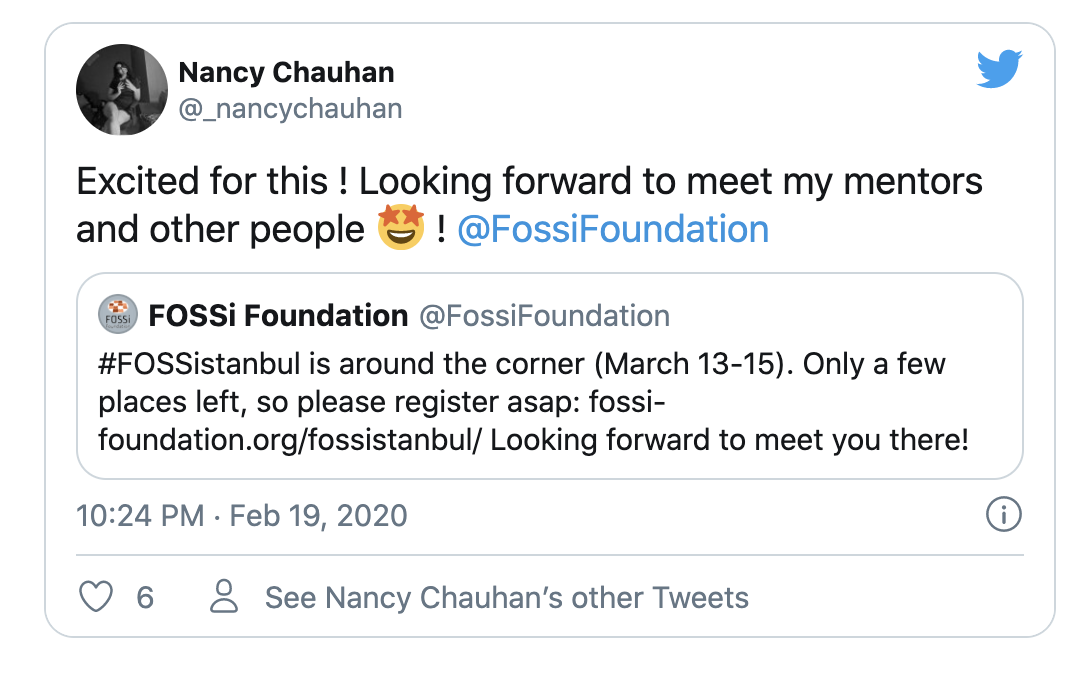 Nancy Chauhan
@_nancychauhan
Excited for this ! Looking forward to meet my mentors
and other people 🤩 ! @FossiFoundation
FOSSi
FOSSi Foundation @FossiFoundation
#FOSSistanbul is around the corner (March 13-15). Only a few
places left, so please register asap: fossi-
foundation.org/fossistanbul/ Looking forward to meet you there!
10:24 PM · Feb 19, 2020
6
See Nancy Chauhan’s other Tweets